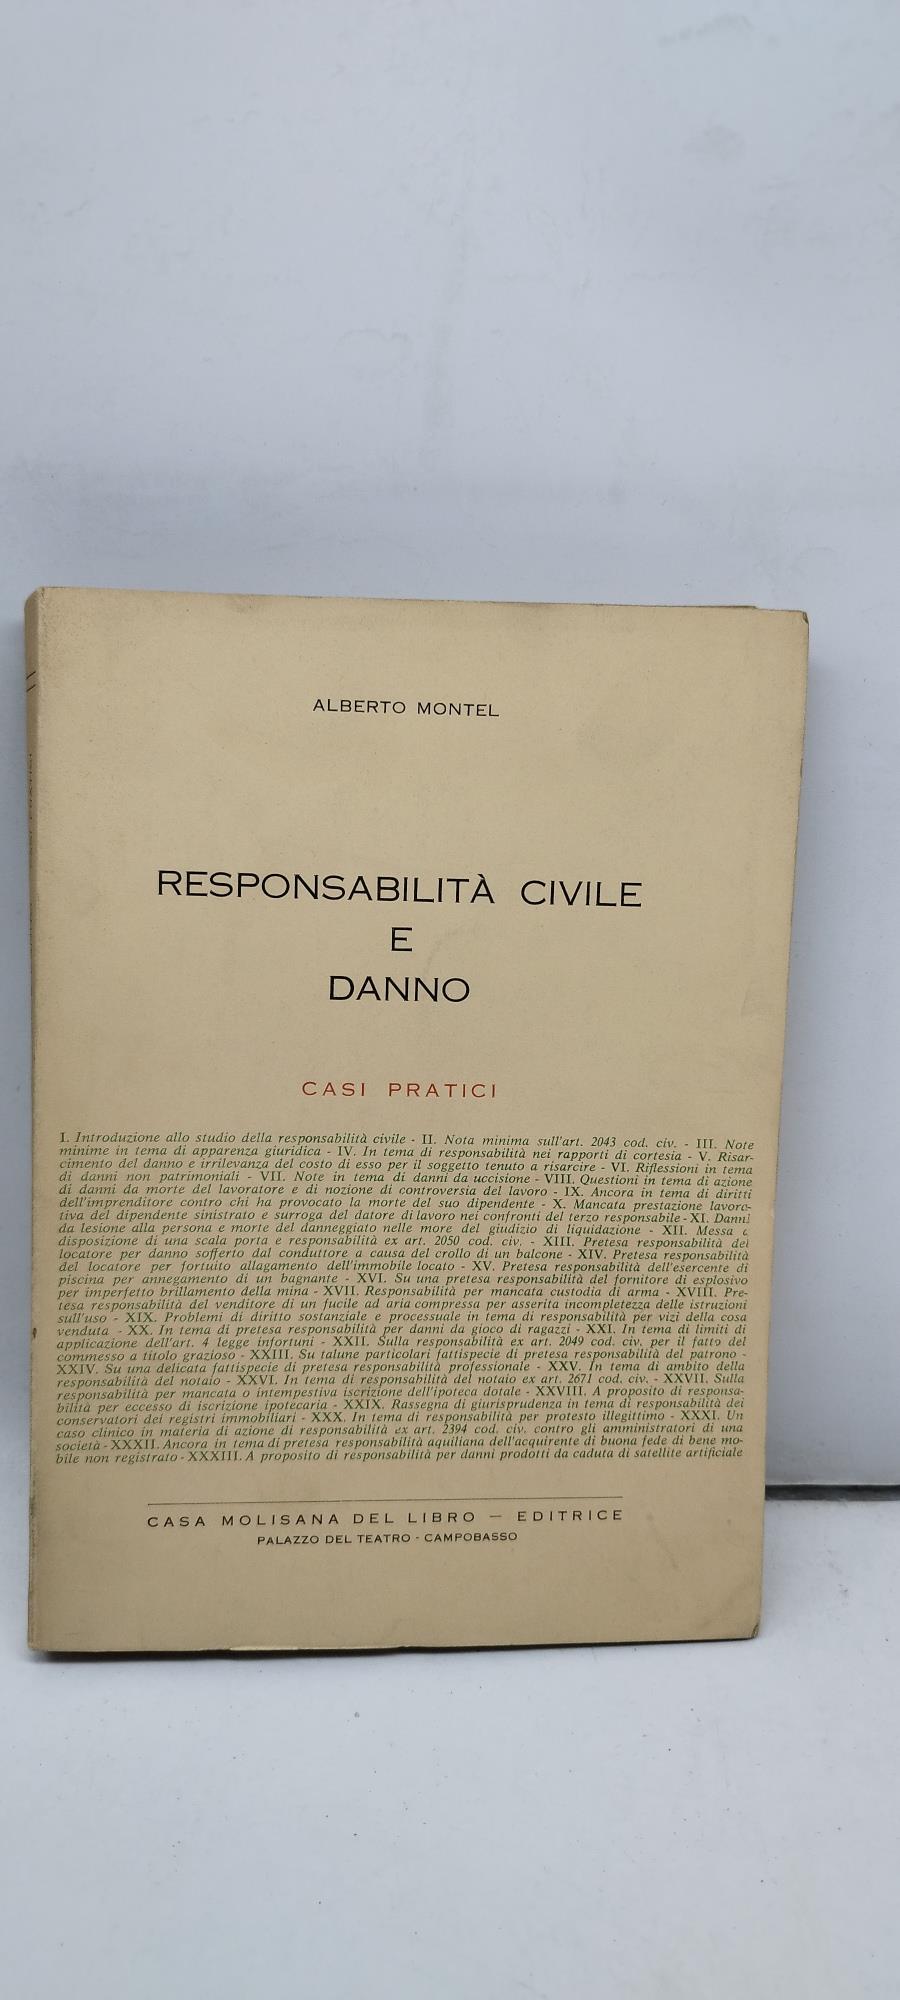 ALBERTO MONTEL
RESPONSABILITÀ CIVILE
E
DANNO
CASI PRATICI
I. Introduzione allo studio della responsabilità civile - II. Nota minima sull'art. 2043 cod. civ. - III. Note
minime in tema di apparenza giuridica - IV. In tema di responsabilità nei rapporti di cortesia - V. Risar-
cimento del danno e irrilevanza del costo di esso per il soggetto tenuto a risarcire - VI. Riflessioni in tema
di danni non patrimoniali - VII. Note in tema di danni da uccisione - VIII. Questioni in tema di azione
di danni da morte del lavoratore e di nozione di controversia del lavoro - IX. Ancora in tema di diritti
dell'imprenditore contro chi ha provocato la morte del suo dipendente - X. Mancata prestazione lavora-
tiva del dipendente sinistrato e surroga del datore di lavoro nei confronti del terzo responsabile - XI. Danni
da lesione alla persona e morte del danneggiato nelle more del giudizio di liquidazione - XII. Messa a
disposizione di una scala porta e responsabilità ex art. 2050 cod. civ. - XIII. Pretesa responsabilità del
locatore per danno sofferto dal conduttore a causa del crollo di un balcone - XIV. Pretesa responsabilità
del locatore per fortuito allagamento dell'immobile locato - XV. Pretesa responsabilità dell'esercente di
piscina per annegamento di un bagnante - XVI. Su una pretesa responsabilità del fornitore di esplosivo
per imperfetto brillamento della mina - XVII. Responsabilità per mancata custodia di arma - XVIII. Pre-
tesa responsabilità del venditore di un fucile ad aria compressa per asserita incompletezza delle istruzioni
sull'uso - XIX. Problemi di diritto sostanziale e processuale in tema di responsabilità per vizi della cosa
venduta - XX. In tema di pretesa responsabilità per danni da gioco di ragazzi - XXI. In tema di limiti di
applicazione dell'art. 4 legge infortuni - XXII. Sulla responsabilità ex art. 2049 cod. civ. per il fatto del
commesso a titolo grazioso - XXIII. Su talune particolari fattispecie di pretesa responsabilità del patrono -
XXIV. Su una delicata fattispecie di pretesa responsabilità professionale - XXV. In tema di ambito della
responsabilità del notaio - XXVI. In tema di responsabilità del notaio ex art. 2671 cod. civ. - XXVII. Sulla
responsabilità per mancata o intempestiva iscrizione dell'ipoteca dotale - XXVIII. A proposito di responsa-
bilità per eccesso di iscrizione ipotecaria - XXIX. Rassegna di giurisprudenza in tema di responsabilità dei
conservatori dei registri immobiliari - XXX. In tema di responsabilità per protesto illegittimo - XXXI. Un
caso clinico in materia di azione di responsabilità ex art. 2394 cod. civ. contro gli amministratori di una
società - XXXII. Ancora in tema di pretesa responsabilità aquiliana dell'acquirente di buona fede di bene mo-
bile non registrato - XXXIII. A proposito di responsabilità per danni prodotti da caduta di satellite artificiale
CASA MOLISANA DEL LIBRO — EDITRICE
PALAZZO DEL TEATRO - CAMPOBASSO